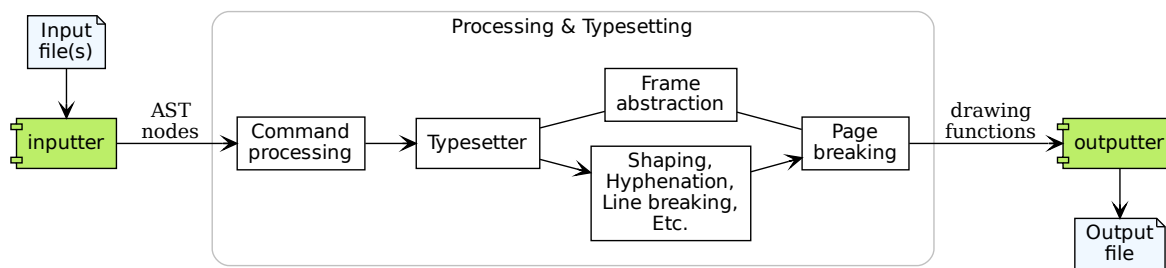 Input
file(s)
Processing & Typesetting
inputter
AST
nodes
Command
processing
Typesetter
Frame
abstraction
Shaping,
Hyphenation,
Line breaking,
Etc.
Page
breaking
drawing
functions
outputter
Output
file